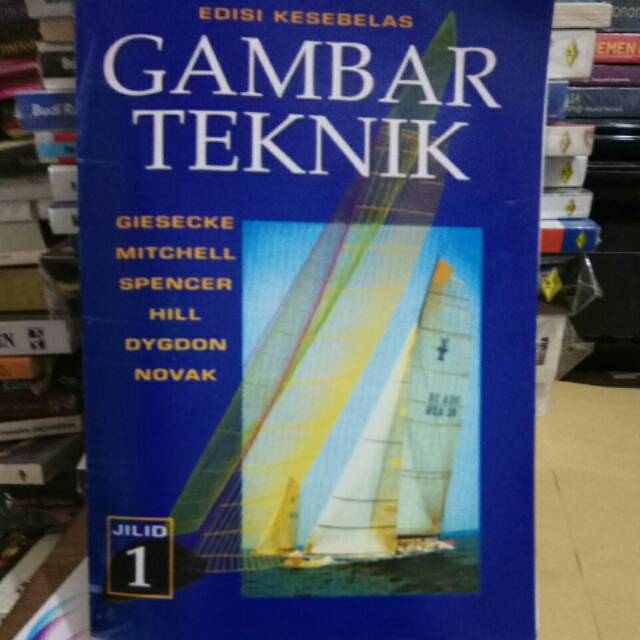 EDISI KESEBELAS
GAMBAR
TEKNIK
GIESECKE
MITCHELL
SPENCER
HILL
DYGDON
NOVAK
JILID
1